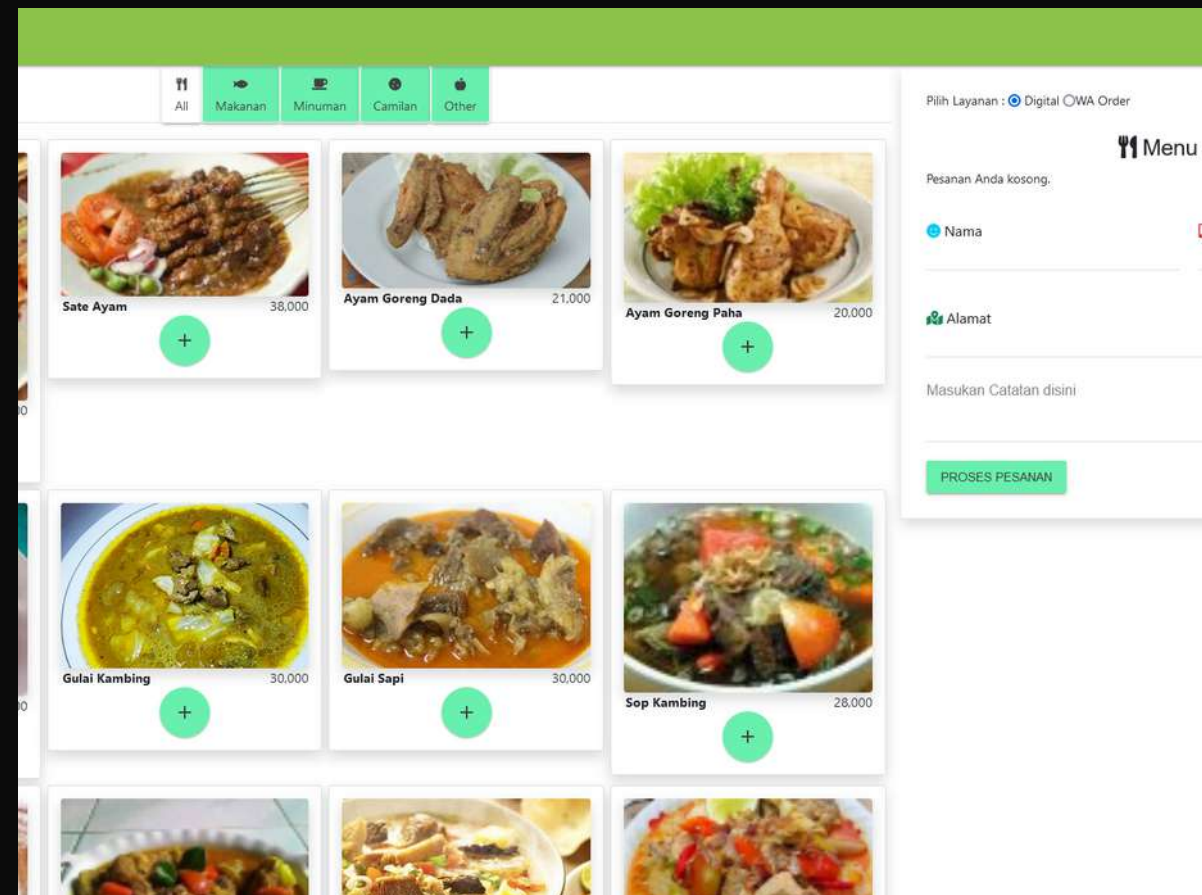 All
Makanan
Minuman
Camilan
Other
Pilih Layanan : Digital WA Order
Menu
Pesanan Anda kosong.
Nama
Alamat
Masukan Catatan disini
PROSES PESANAN
Sate Ayam 38,000
Ayam Goreng Dada 21,000
Ayam Goreng Paha 20,000
Gulai Kambing 30,000
Gulai Sapi 30,000
Sop Kambing 28,000